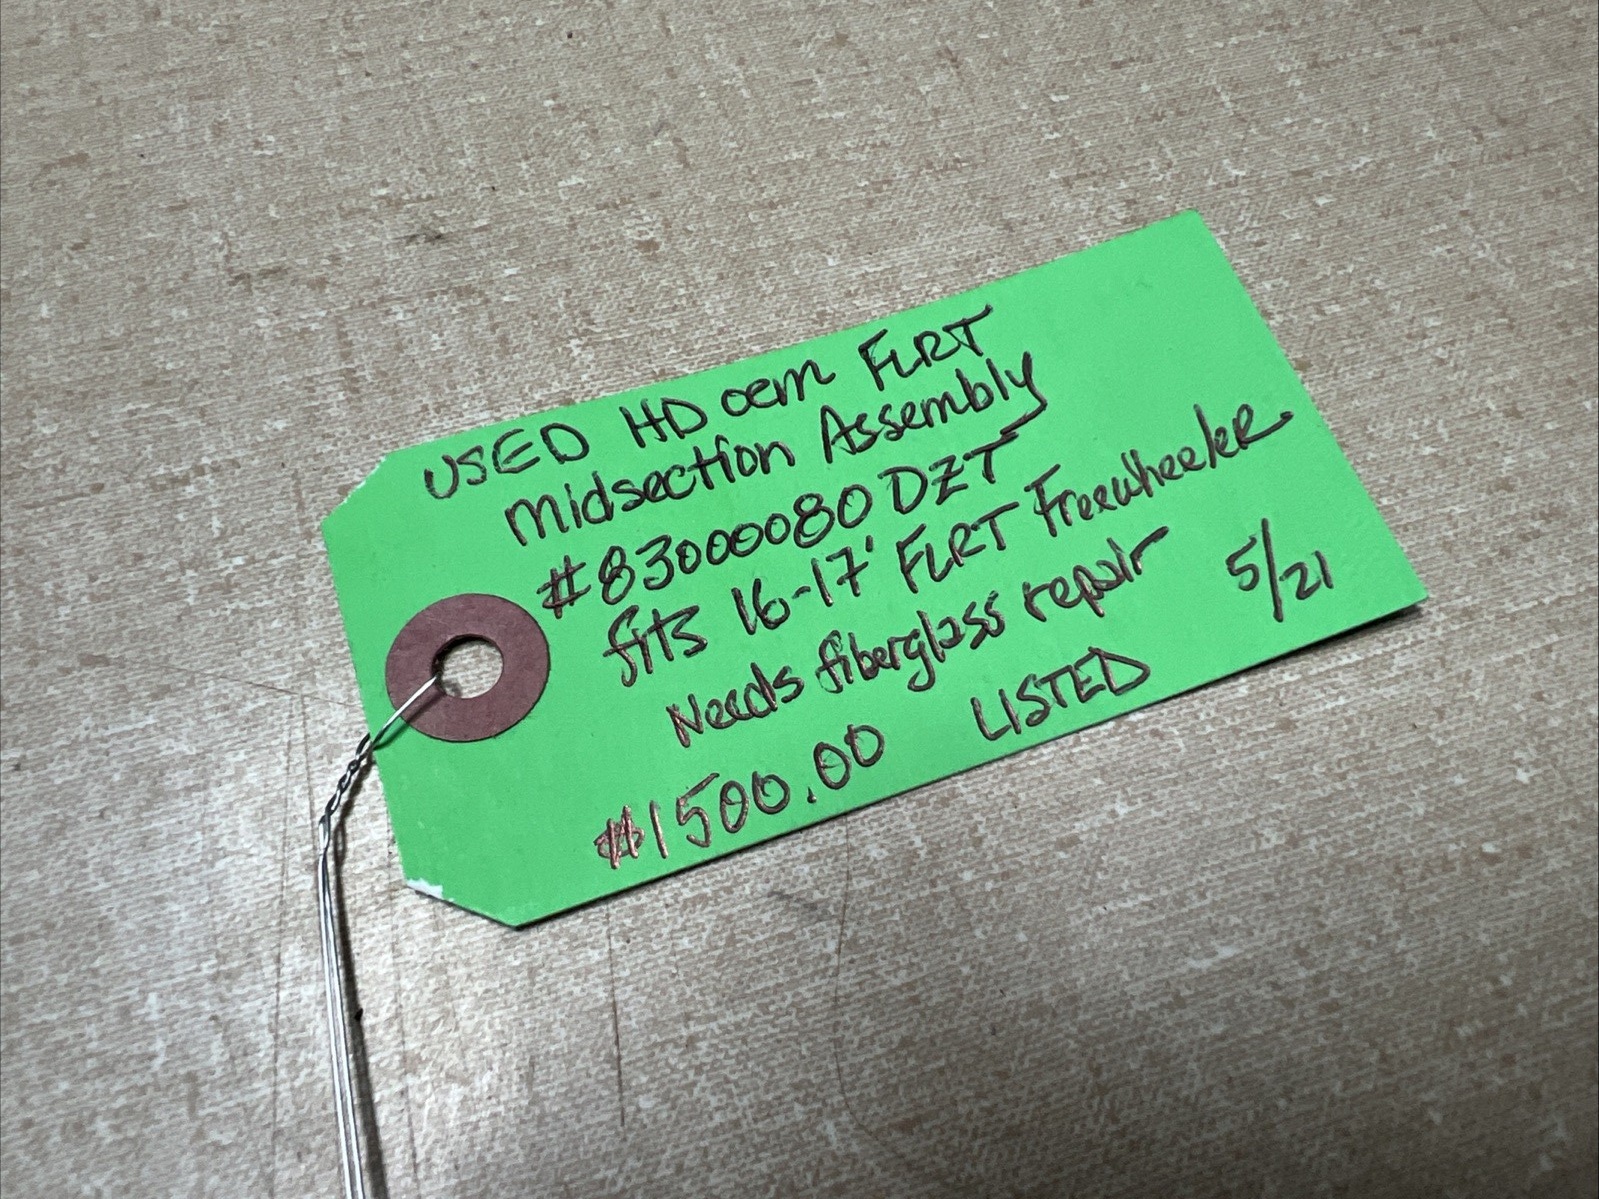 USED HD oem FLRT
Midsection Assembly
#83000080DZT
fits 16-17' FLRT FreewheeleR
Needs fiberglass repair 5/21
$1500.00 LISTED